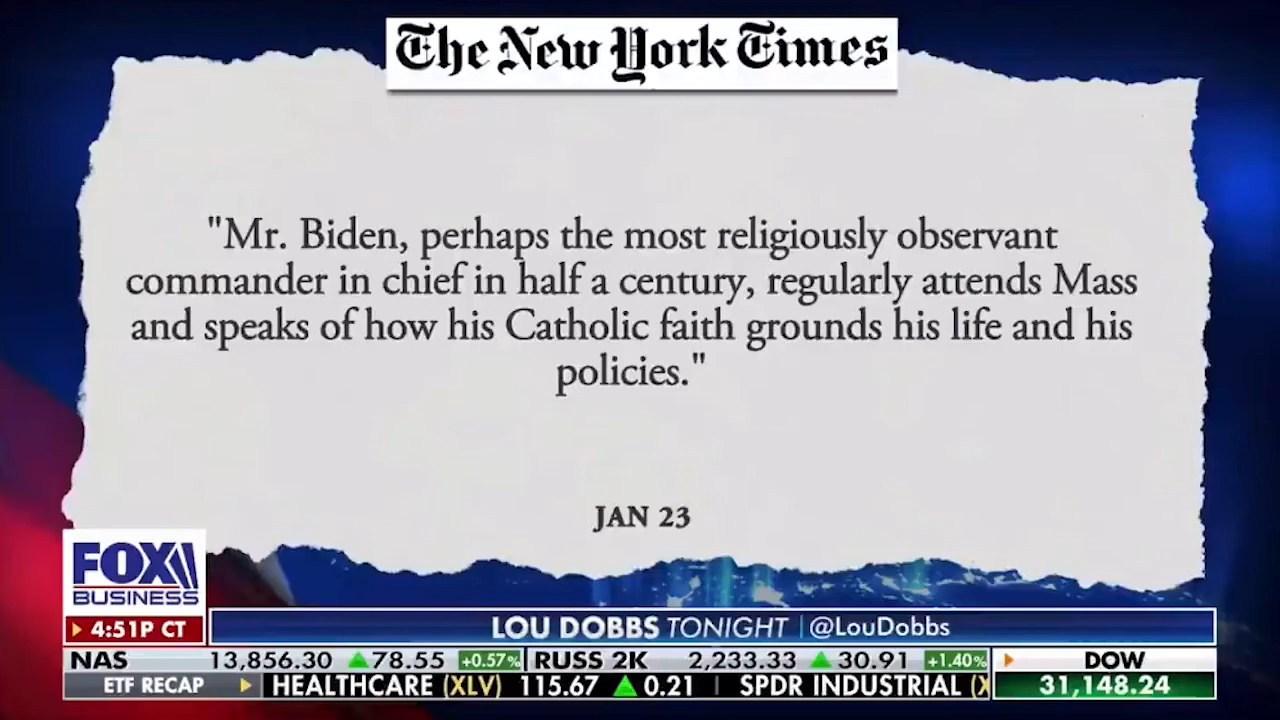 The New York Times
"Mr. Biden, perhaps the most religiously observant
commander in chief in half a century, regularly attends Mass
and speaks of how his Catholic faith grounds his life and his
policies."
JAN 23
FOX
BUSINESS
4:51P CT
LOU DOBBS TONIGHT | @LouDobbs
NAS 13,856.30 78.55 +0.57% RUSS 2K 2,233.33 30.91 +1.40% DOW
ETF RECAP HEALTHCARE (XLV) 115.67 0.21 | SPDR INDUSTRIAL (X 31,148.24